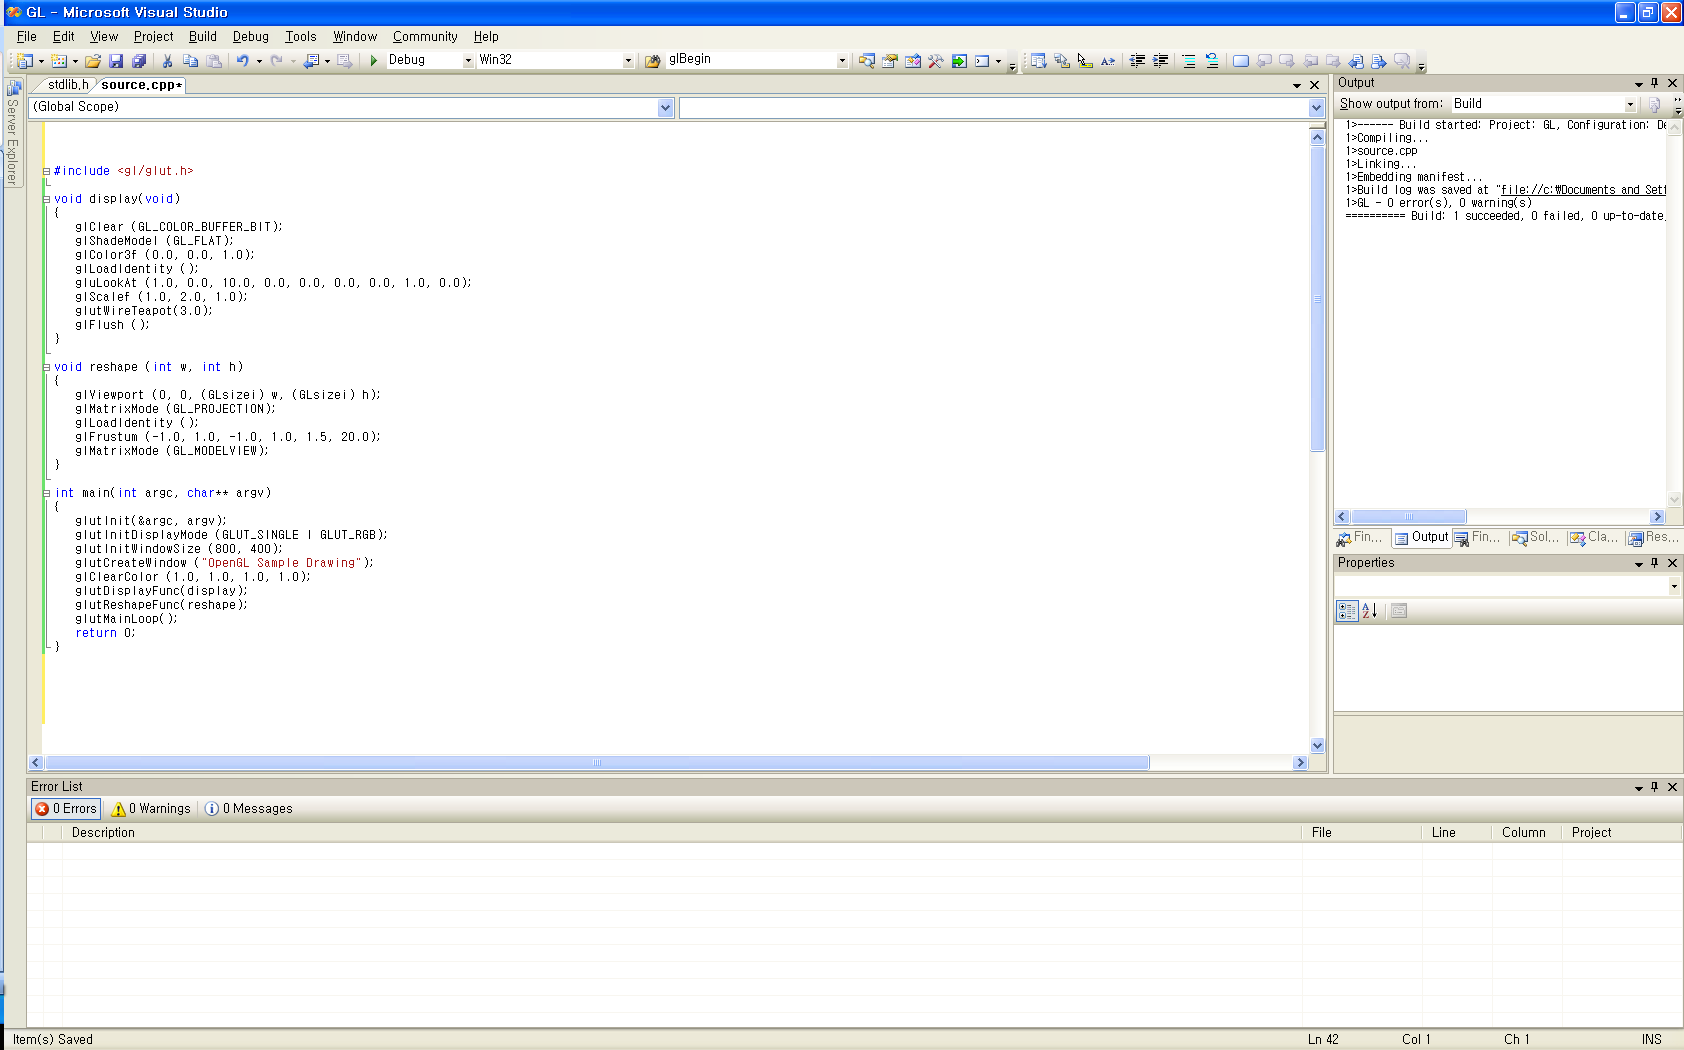 GL - Microsoft Visual Studio
File Edit View Project Build Debug Tools Window Community Help
Debug Win32 glBegin
stdlib.h source.cpp*
(Global Scope)
Server Explorer
#include <gl/glut.h>
void display(void)
{
glClear (GL_COLOR_BUFFER_BIT);
glShadeModel (GL_FLAT);
glColor3f (0.0, 0.0, 1.0);
glLoadIdentity ();
gluLookAt (1.0, 0.0, 10.0, 0.0, 0.0, 0.0, 0.0, 1.0, 0.0);
glScalef (1.0, 2.0, 1.0);
glutWireTeapot(3.0);
glFlush ();
}
void reshape (int w, int h)
{
glViewport (0, 0, (GLsizei) w, (GLsizei) h);
glMatrixMode (GL_PROJECTION);
glLoadIdentity ();
glFrustum (-1.0, 1.0, -1.0, 1.0, 1.5, 20.0);
glMatrixMode (GL_MODELVIEW);
}
int main(int argc, char** argv)
{
glutInit(&argc, argv);
glutInitDisplayMode (GLUT_SINGLE | GLUT_RGB);
glutInitWindowSize (800, 400);
glutCreateWindow ("OpenGL Sample Drawing");
glClearColor (1.0, 1.0, 1.0, 1.0);
glutDisplayFunc(display);
glutReshapeFunc(reshape);
glutMainLoop();
return 0;
}
Output
Show output from: Build
1>------ Build started: Project: GL, Configuration: De
1>Compiling...
1>source.cpp
1>Linking...
1>Embedding manifest...
1>Build log was saved at "file://c:₩Documents and Sett
1>GL - 0 error(s), 0 warning(s)
========== Build: 1 succeeded, 0 failed, 0 up-to-date,
Fin... Output Fin... Sol... Cla... Res...
Properties
Error List
0 Errors 0 Warnings 0 Messages
Description File Line Column Project
Item(s) Saved Ln 42 Col 1 Ch 1 INS